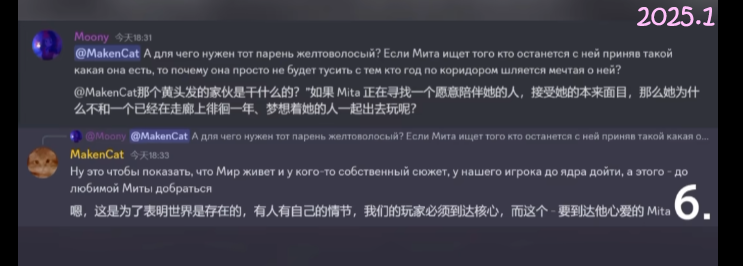 2025.1
Moony 今天18:31
@MakenCat А для чего нужен тот парень желтоволосый? Если Мита ищет того кто останется с ней приняв такой
какая она есть, то почему она просто не будет тусить с тем кто год по коридором шляется мечтая о ней?
@MakenCat那个黄头发的家伙是干什么的？"如果 Mita 正在寻找一个愿意陪伴她的人，接受她的本来面目，那么她为什
么不和一个已经在走廊上徘徊一年、梦想着她的人一起出去玩呢？
@Moony @MakenCat А для чего нужен тот парень желтоволосый? Если Мита ищет того кто останется с ней приняв такой какая о...
MakenCat 今天18:33
Ну это чтобы показать, что Мир живет и у кого-то собственный сюжет, у нашего игрока до ядра дойти, а этого - до
любимой Миты добраться
嗯，这是为了表明世界是存在的，有人有自己的情节，我们的玩家必须到达核心，而这个 - 要到达他心爱的 Mita
6.